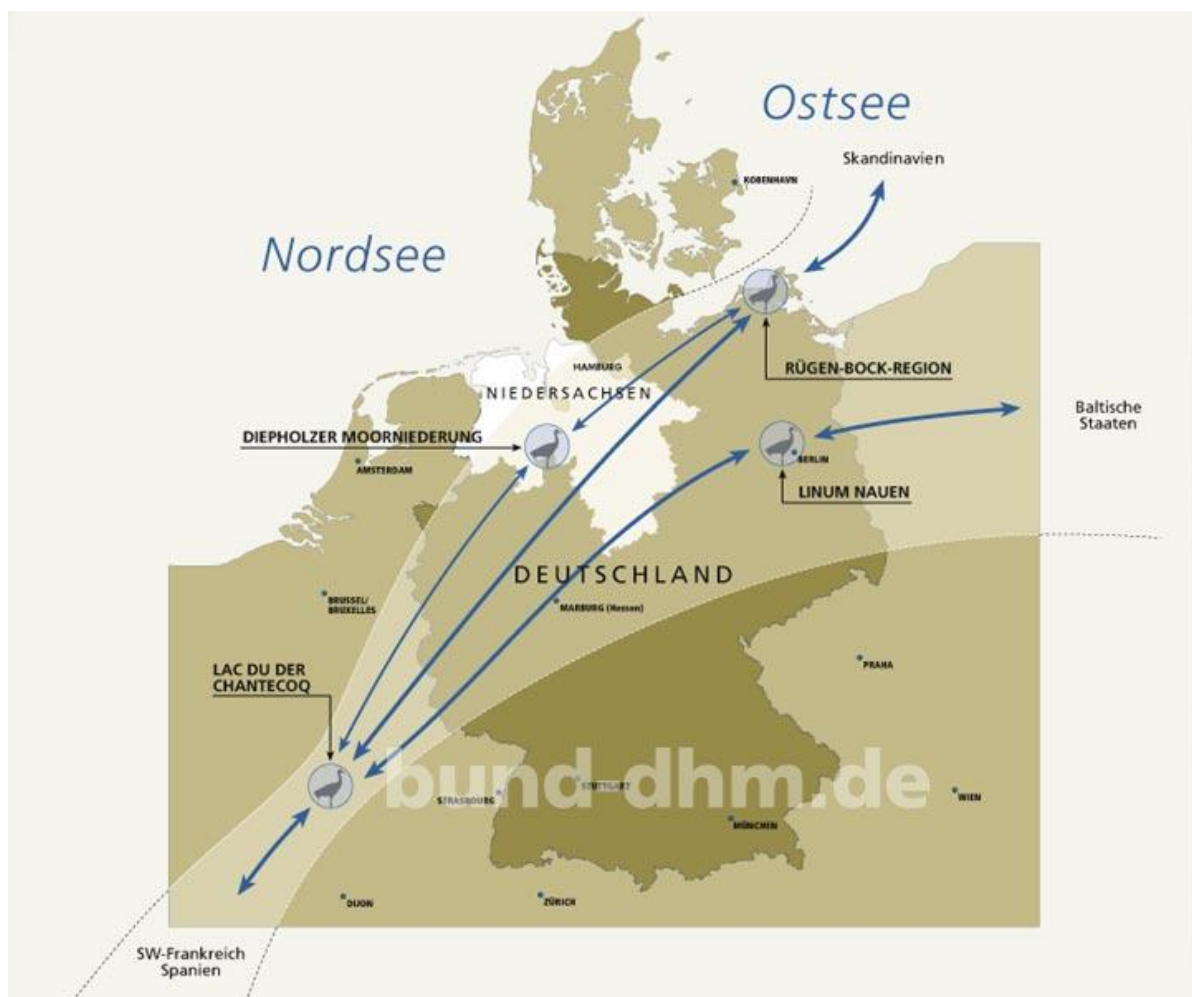 Ostsee
Skandinavien
KOBENHAVN
Nordsee
RÜGEN-BOCK-REGION
HAMBURG
NIEDERSACHSEN
Baltische
Staaten
DIEPHOLZER MOORNIEDERUNG
AMSTERDAM
BERLIN
LINUM NAUEN
DEUTSCHLAND
BRUSSEL/
BRUXELLES
MARBURG (Hessen)
LAC DU DER
CHANTECOQ
PRAHA
bund-dhm.de
STRASBOURG
STUTTGART
WIEN
MÜNCHEN
DIJON
ZÜRICH
SW-Frankreich
Spanien